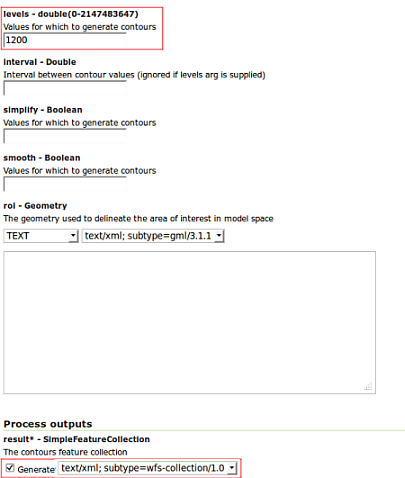 levels - double(0-2147483647)
Values for which to generate contours
1200
interval - Double
Interval between contour values (ignored if levels arg is supplied)
simplify - Boolean
Values for which to generate contours
smooth - Boolean
Values for which to generate contours
roi - Geometry
The geometry used to delineate the area of interest in model space
TEXT text/xml; subtype=gml/3.1.1
Process outputs
result* - SimpleFeatureCollection
The contours feature collection
Generate text/xml; subtype=wfs-collection/1.0